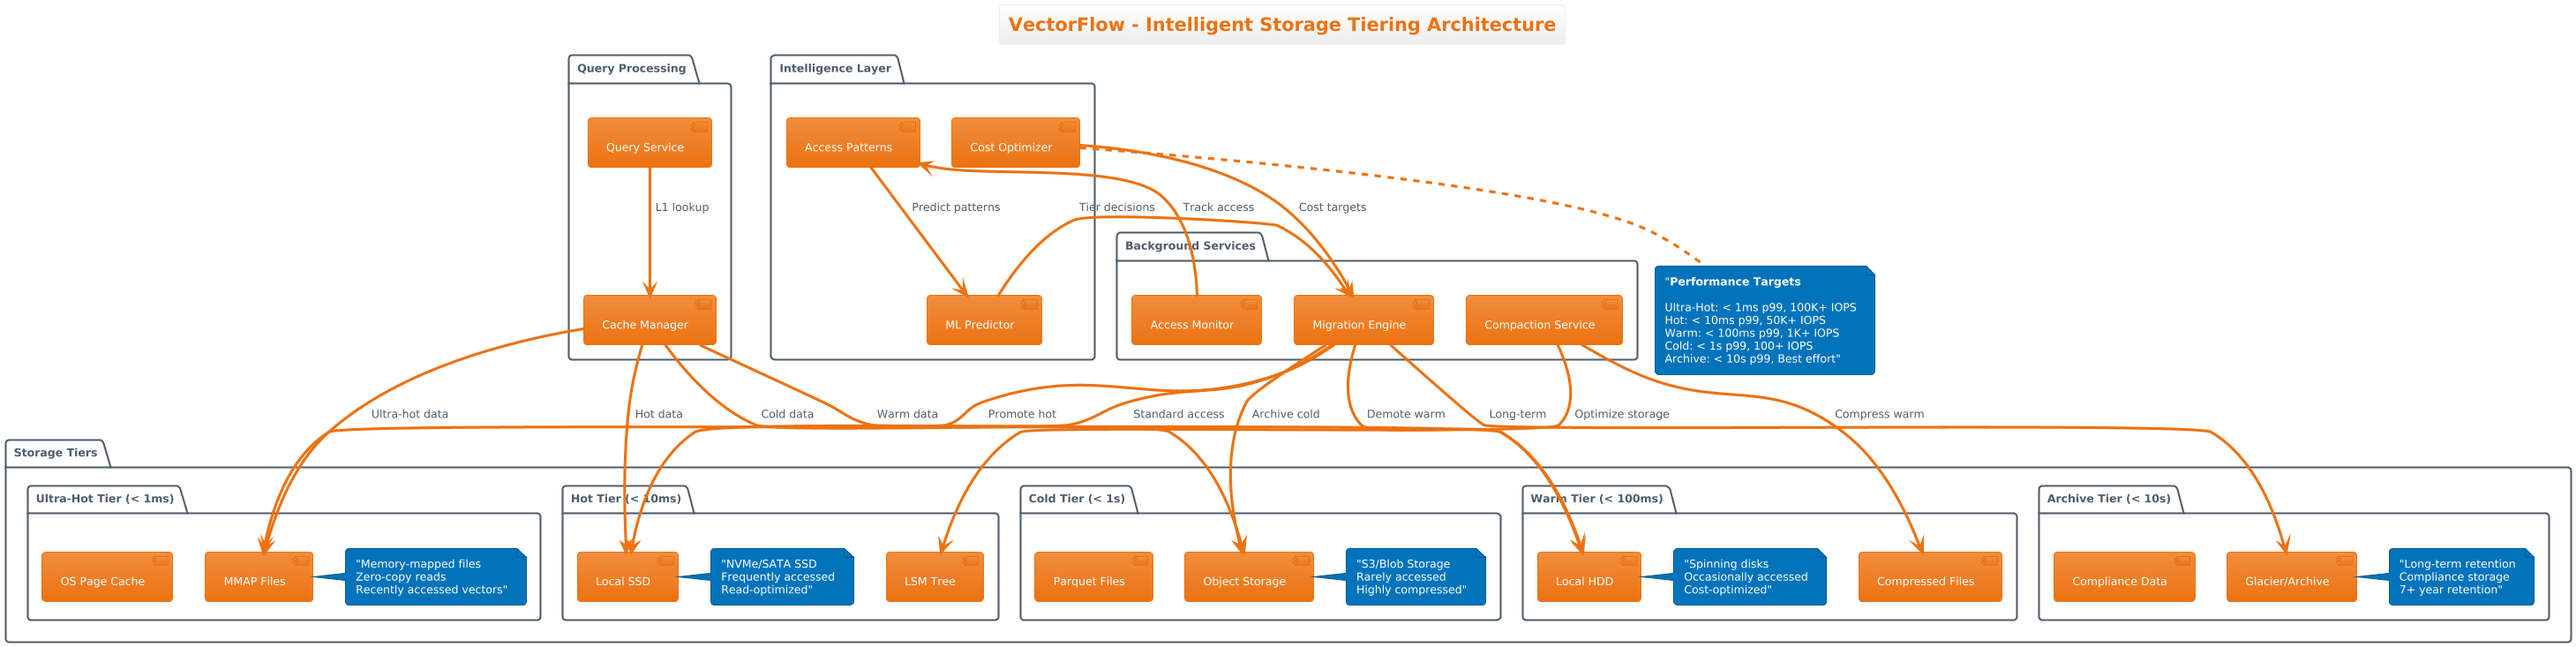 VectorFlow - Intelligent Storage Tiering Architecture
Query Processing
Intelligence Layer
Query Service
Access Patterns
Cost Optimizer
L1 lookup
Predict patterns
Tier decisions
Track access
Cost targets
Background Services
Cache Manager
ML Predictor
Access Monitor
Migration Engine
Compaction Service
"Performance Targets
Ultra-Hot: < 1ms p99, 100K+ IOPS
Hot: < 10ms p99, 50K+ IOPS
Warm: < 100ms p99, 1K+ IOPS
Cold: < 1s p99, 100+ IOPS
Archive: < 10s p99, Best effort"
Ultra-hot data
Hot data
Cold data
Warm data
Promote hot
Standard access
Archive cold
Demote warm
Long-term
Optimize storage
Compress warm
Storage Tiers
Ultra-Hot Tier (< 1ms)
OS Page Cache
MMAP Files
"Memory-mapped files
Zero-copy reads
Recently accessed vectors"
Hot Tier (< 10ms)
Local SSD
"NVMe/SATA SSD
Frequently accessed
Read-optimized"
LSM Tree
Cold Tier (< 1s)
Parquet Files
Object Storage
"S3/Blob Storage
Rarely accessed
Highly compressed"
Warm Tier (< 100ms)
Local HDD
"Spinning disks
Occasionally accessed
Cost-optimized"
Compressed Files
Archive Tier (< 10s)
Compliance Data
Glacier/Archive
"Long-term retention
Compliance storage
7+ year retention"